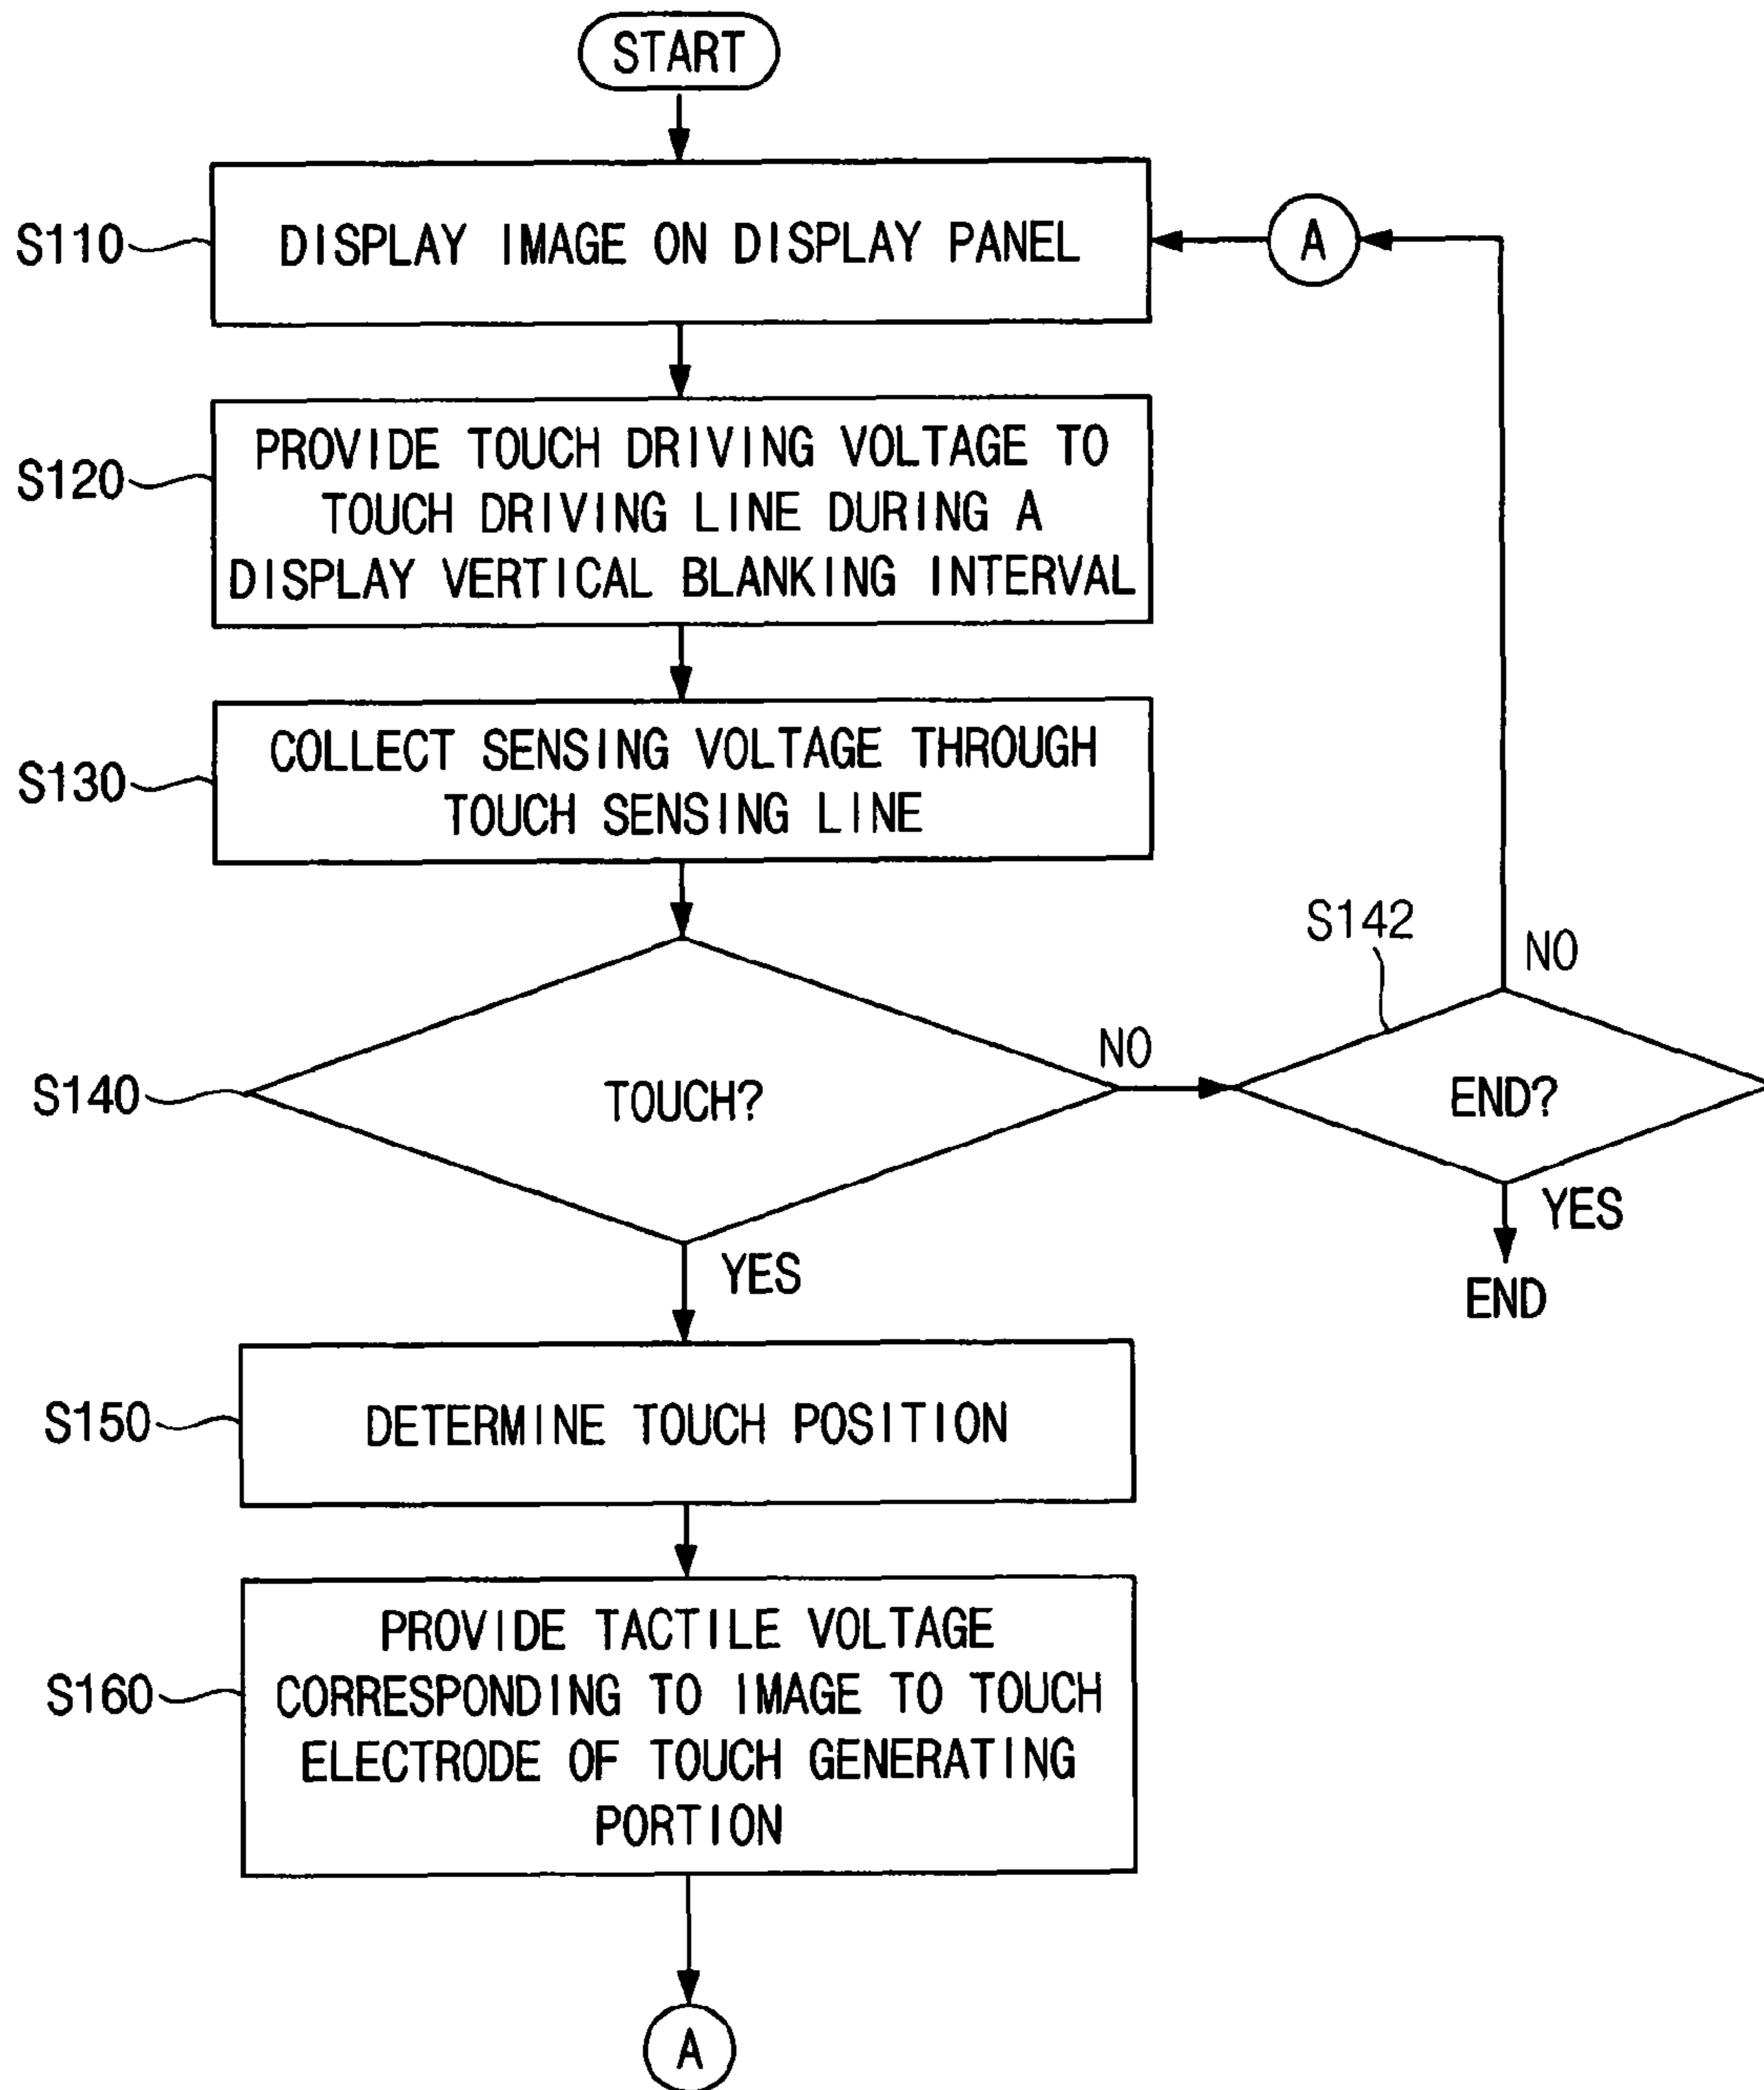 START
S110
DISPLAY IMAGE ON DISPLAY PANEL
A
S120
PROVIDE TOUCH DRIVING VOLTAGE TO
TOUCH DRIVING LINE DURING A
DISPLAY VERTICAL BLANKING INTERVAL
S130
COLLECT SENSING VOLTAGE THROUGH
TOUCH SENSING LINE
S142
NO
S140
TOUCH?
NO
END?
YES
END
YES
S150
DETERMINE TOUCH POSITION
S160
PROVIDE TACTILE VOLTAGE
CORRESPONDING TO IMAGE TO TOUCH
ELECTRODE OF TOUCH GENERATING
PORTION
A